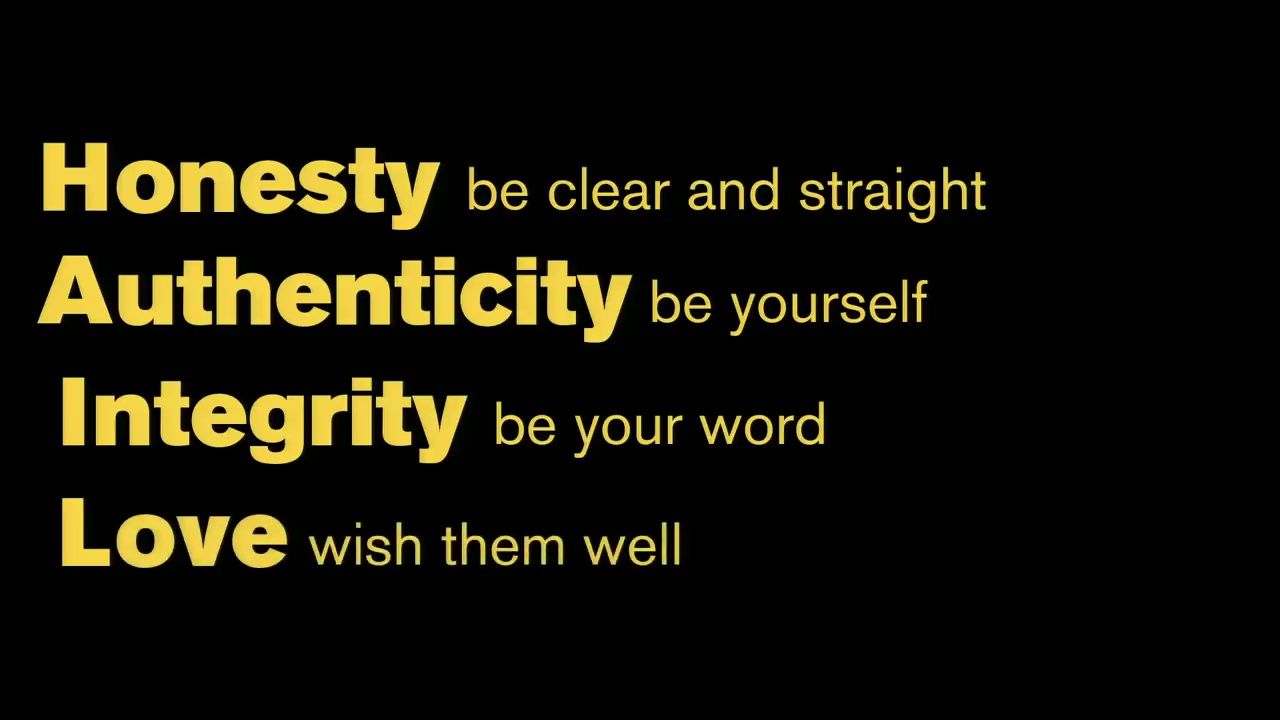 Honesty be clear and straight
Authenticity be yourself
Integrity be your word
Love wish them well